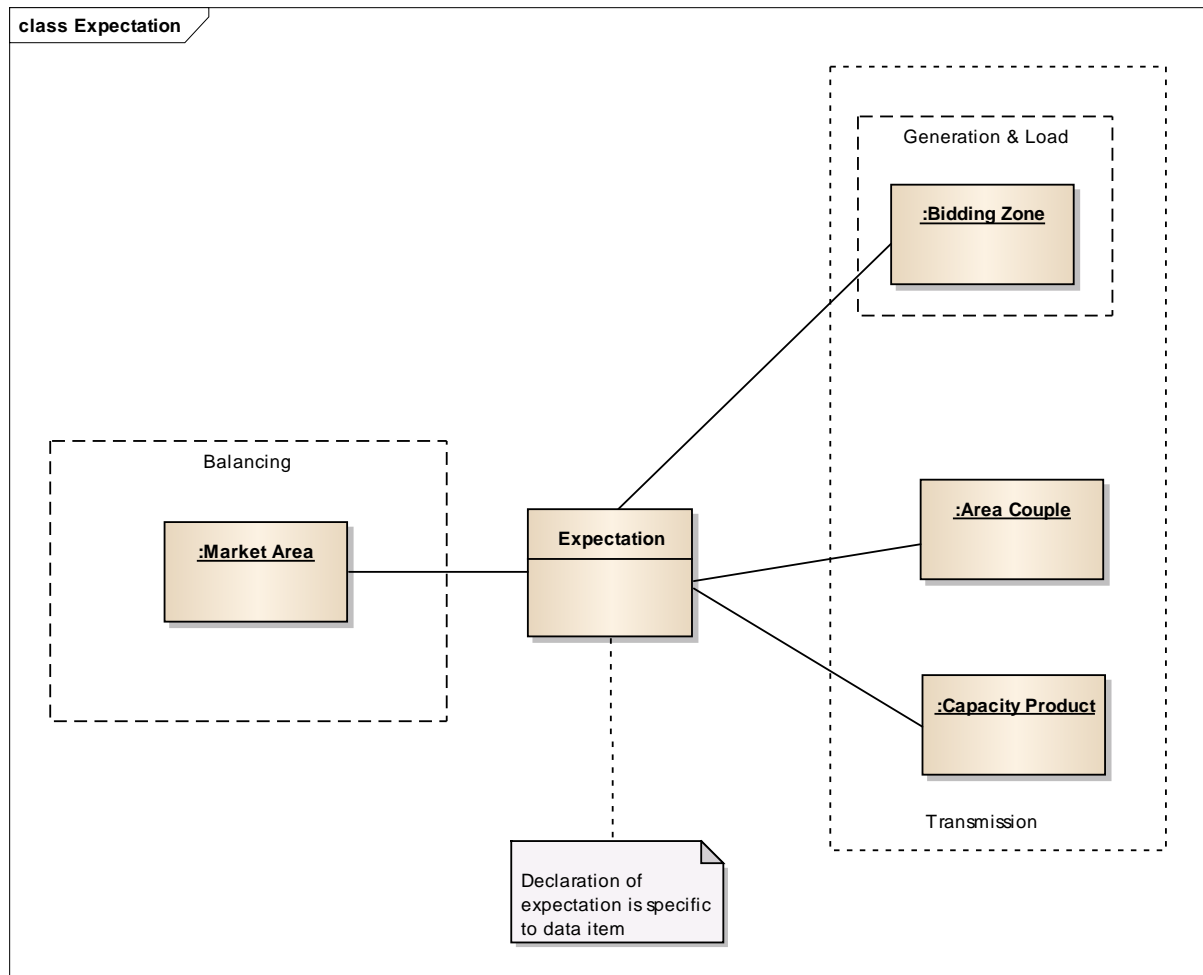 class Expectation
Generation & Load
:Bidding Zone
Balancing
:Market Area
Expectation
:Area Couple
:Capacity Product
Transmission
Declaration of
expectation is specific
to data item